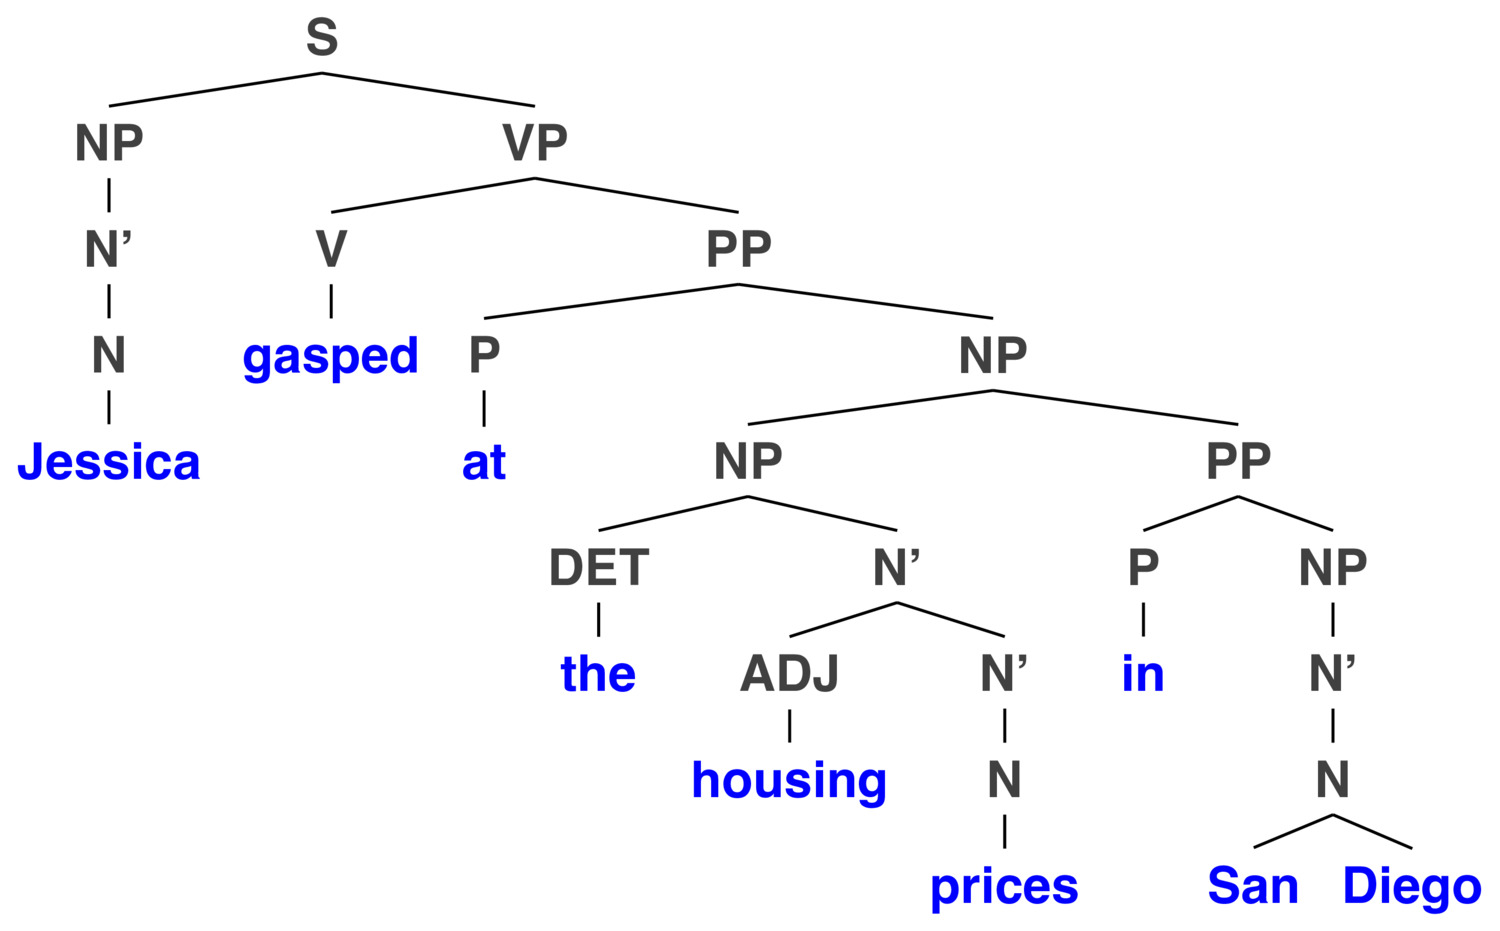 S
NP VP
N’ V PP
N gasped P NP
Jessica at NP PP
DET N’ P NP
the ADJ N’ in N’
housing N N
prices San Diego